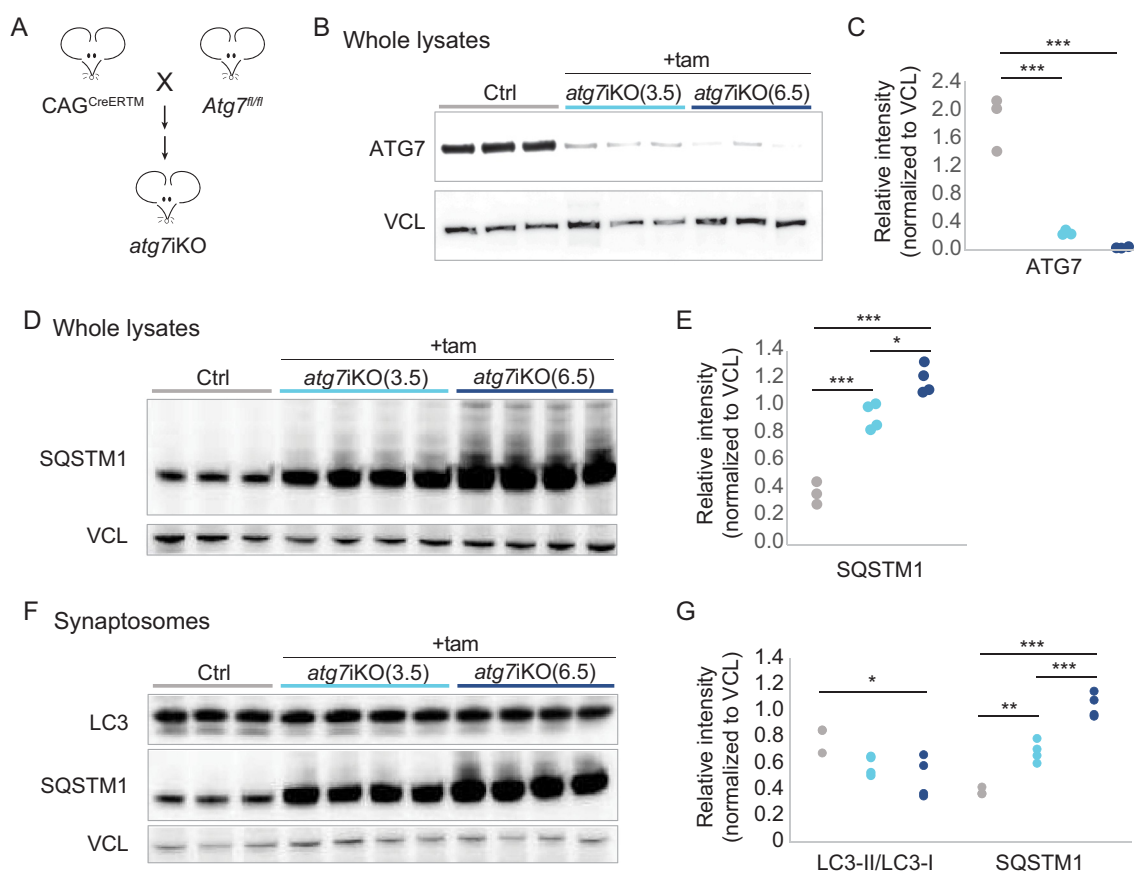 A
CAG^CreERTM
X
Atg7^fl/fl
atg7iKO
B
Whole lysates
+tam
Ctrl
atg7iKO(3.5)
atg7iKO(6.5)
ATG7
VCL
C
***
***
Relative intensity
(normalized to VCL)
2.4
2.0
1.6
1.2
0.8
0.4
0.0
ATG7
D
Whole lysates
+tam
Ctrl
atg7iKO(3.5)
atg7iKO(6.5)
SQSTM1
VCL
E
***
*
***
Relative intensity
(normalized to VCL)
1.4
1.2
1.0
0.8
0.6
0.4
0.2
0.0
SQSTM1
F
Synaptosomes
+tam
Ctrl
atg7iKO(3.5)
atg7iKO(6.5)
LC3
SQSTM1
VCL
G
***
***
*
**
Relative intensity
(normalized to VCL)
1.4
1.2
1.0
0.8
0.6
0.4
0.2
0
LC3-II/LC3-I
SQSTM1